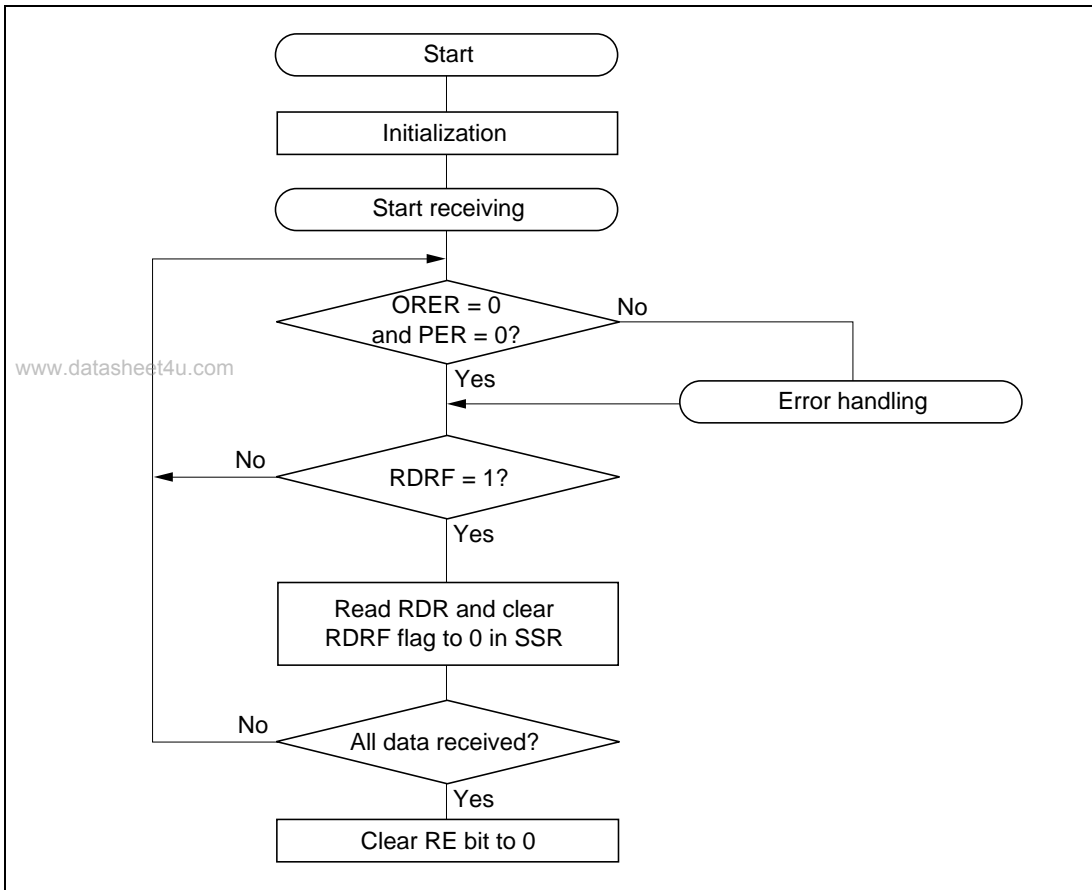 Start
Initialization
Start receiving
ORER = 0
and PER = 0?
No
www.datasheet4u.com
Yes
Error handling
No
RDRF = 1?
Yes
Read RDR and clear
RDRF flag to 0 in SSR
No
All data received?
Yes
Clear RE bit to 0